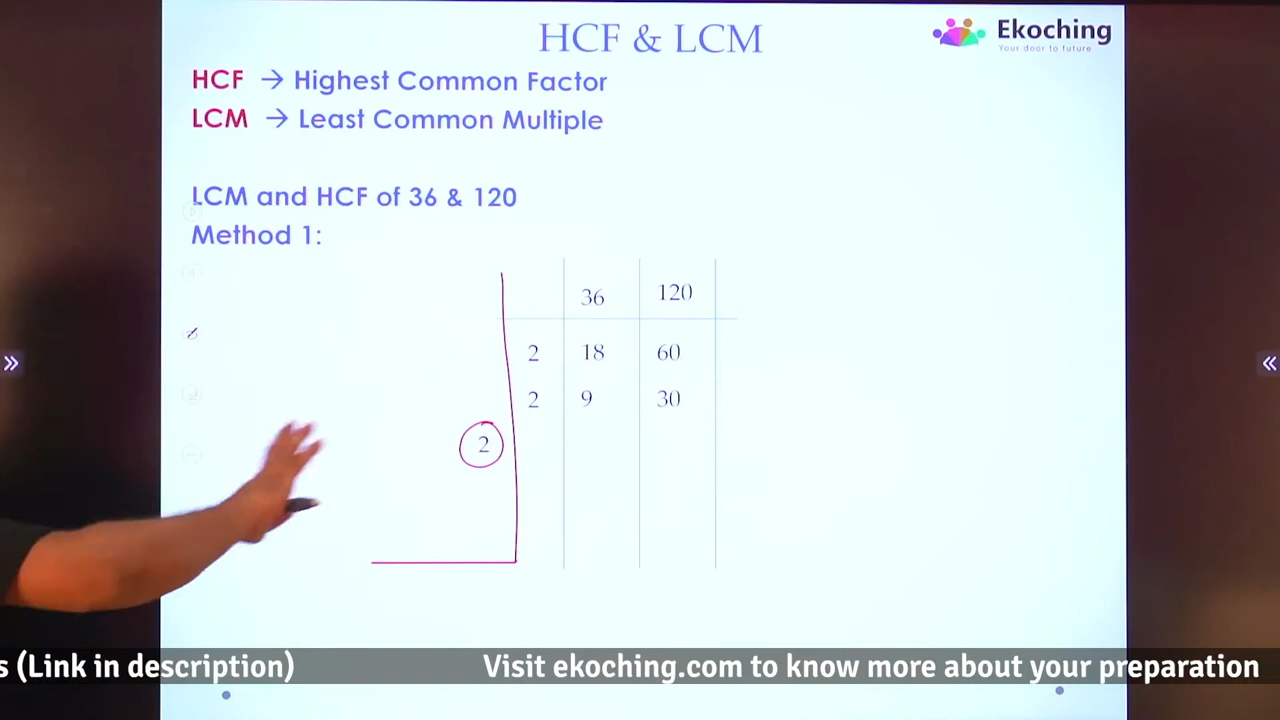 HCF & LCM
Ekoching
Your door to future
HCF → Highest Common Factor
LCM → Least Common Multiple
LCM and HCF of 36 & 120
Method 1:
36 120
2 18 60
2 9 30
2
s (Link in description) Visit ekoching.com to know more about your preparation